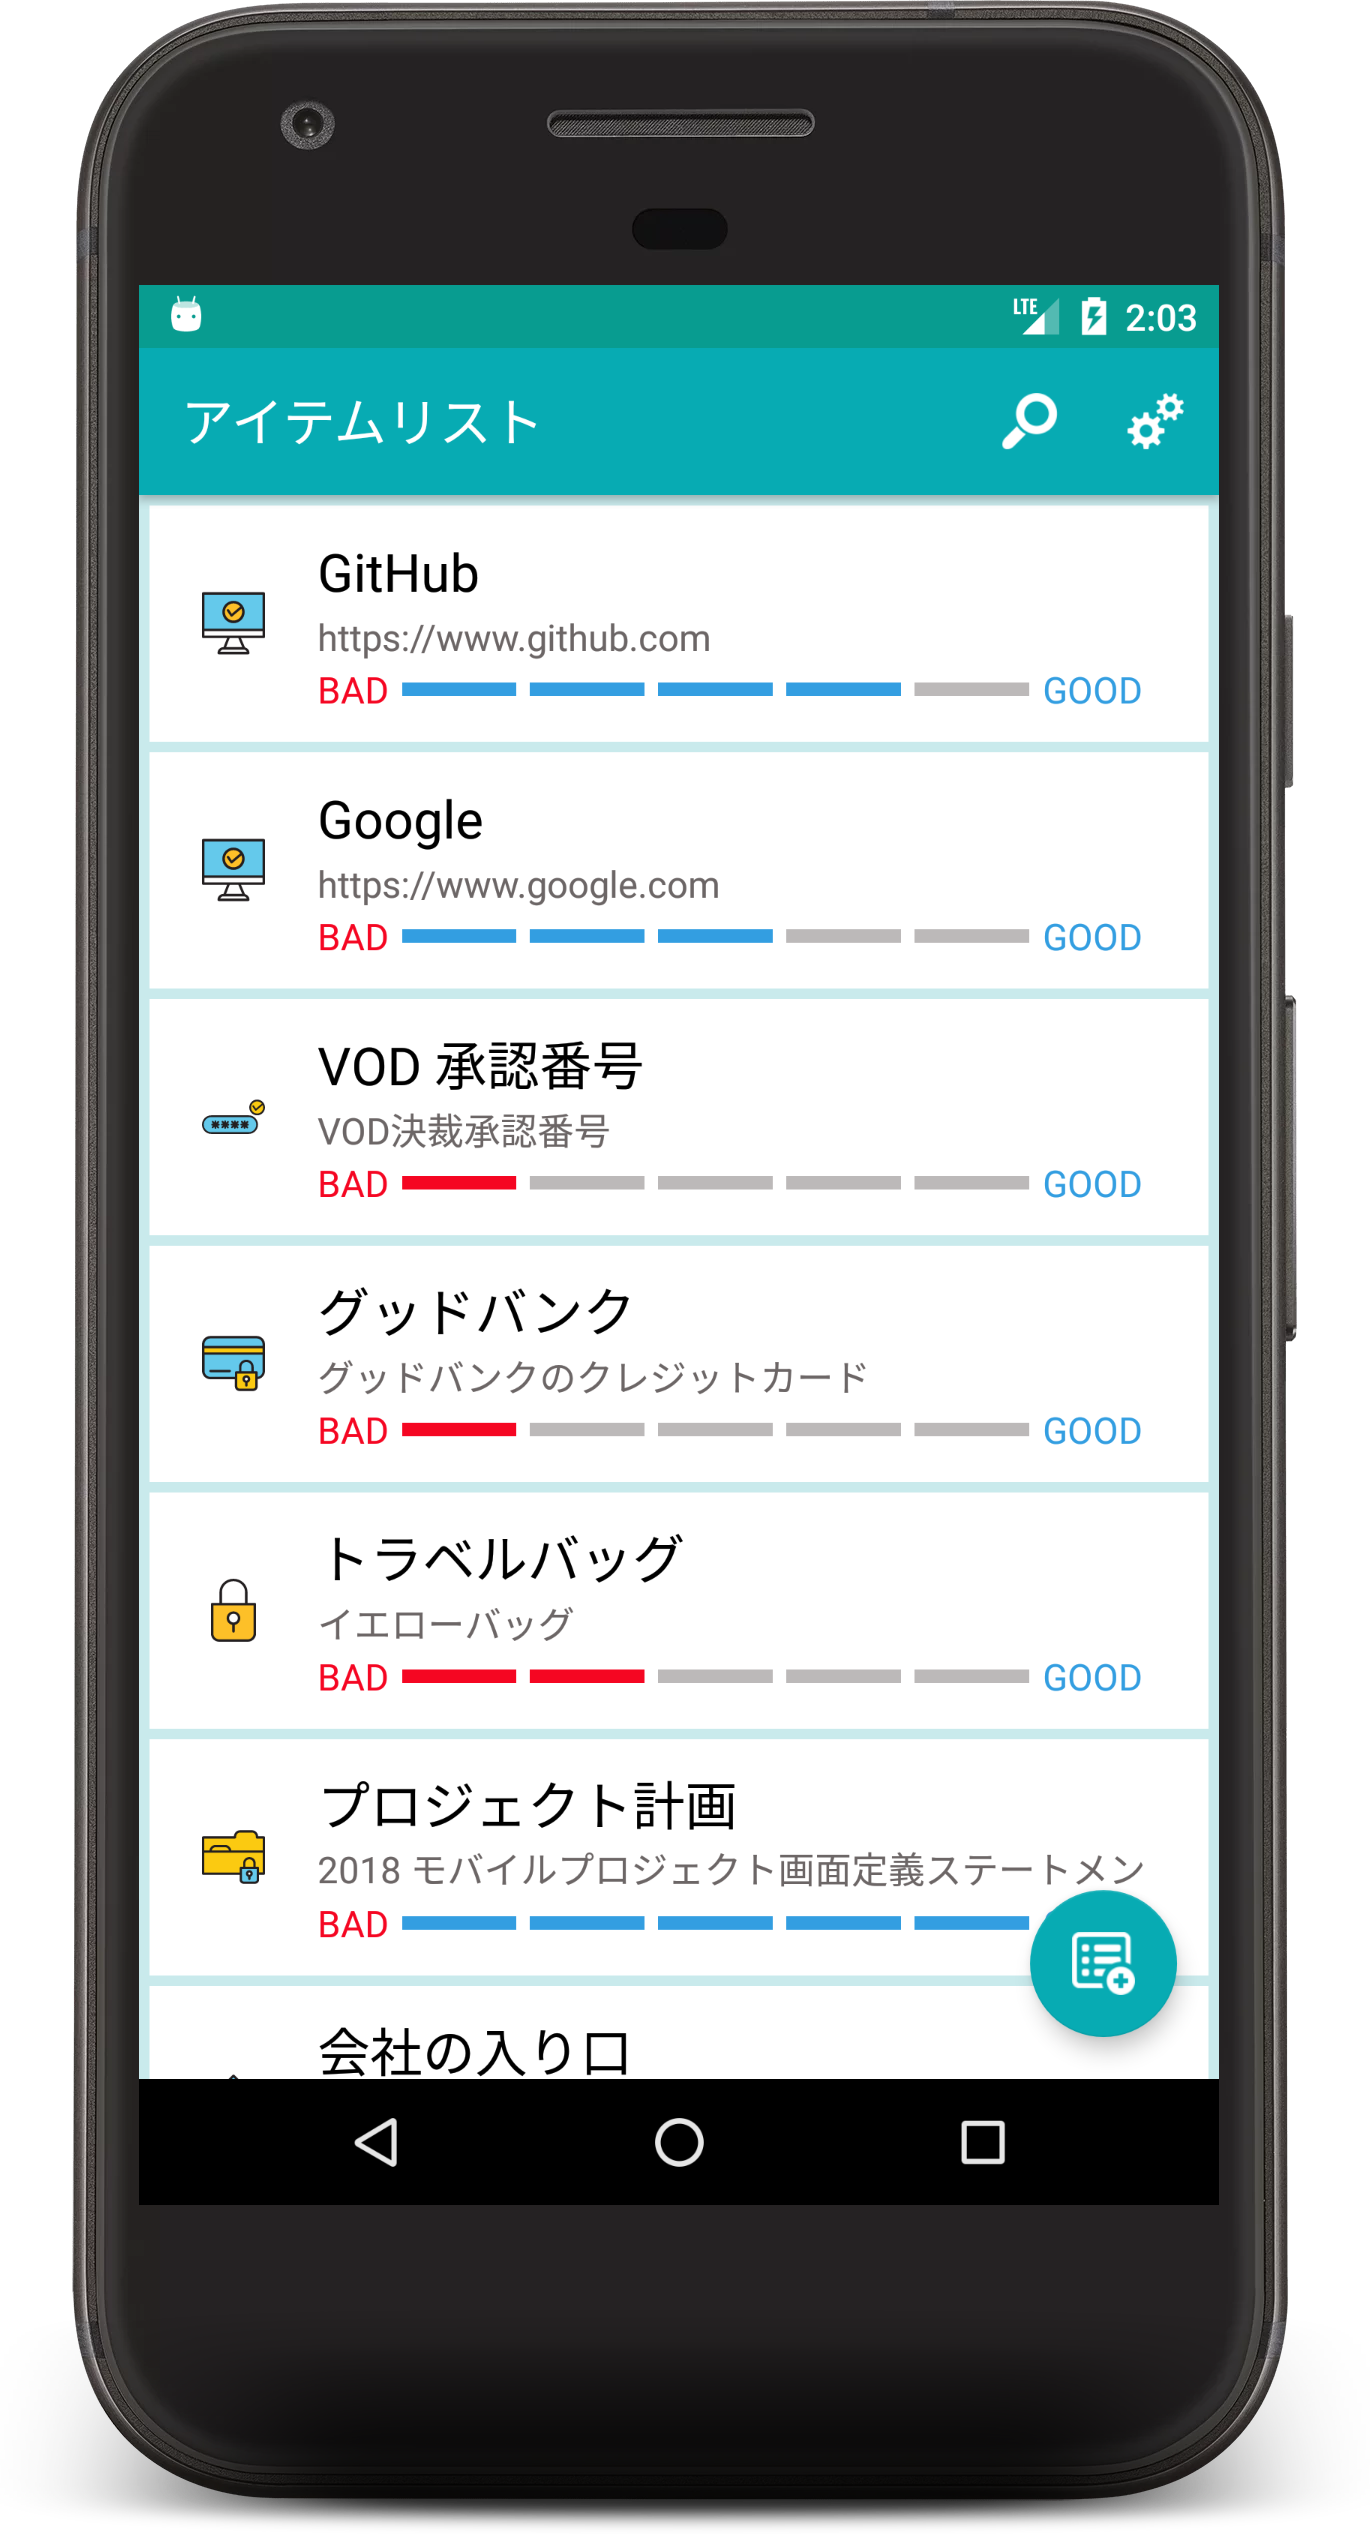 LTE 2:03
アイテムリスト
GitHub
https://www.github.com
BAD GOOD
Google
https://www.google.com
BAD GOOD
VOD 承認番号
VOD決裁承認番号
BAD GOOD
グッドバンク
グッドバンクのクレジットカード
BAD GOOD
トラベルバッグ
イエローバッグ
BAD GOOD
プロジェクト計画
2018 モバイルプロジェクト画面定義ステートメン
BAD
会社の入り口